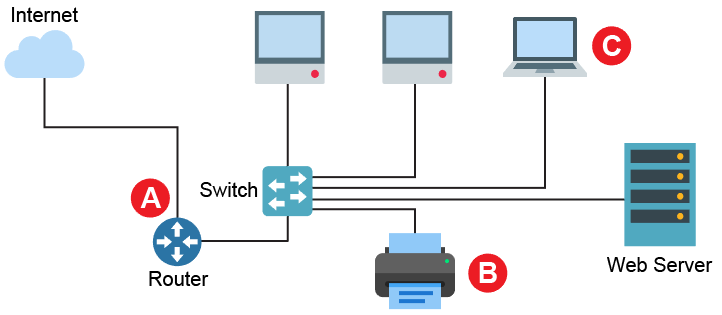 Internet
C
Switch
A
Router
B
Web Server